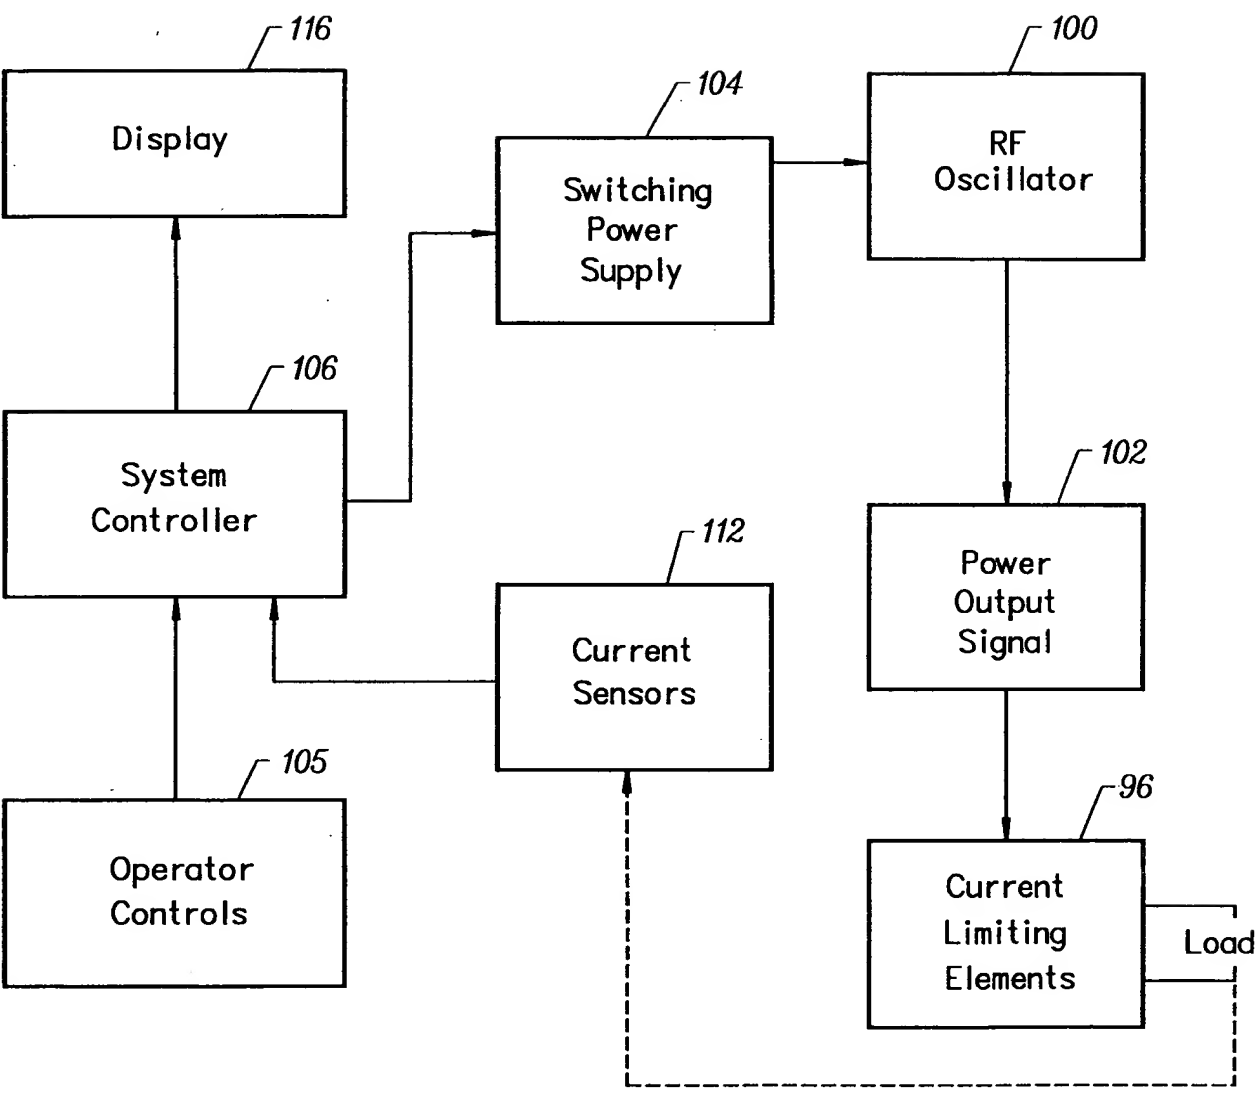 116
Display
104
Switching
Power
Supply
100
RF
Oscillator
106
System
Controller
112
Current
Sensors
102
Power
Output
Signal
105
Operator
Controls
96
Current
Limiting
Elements
Load